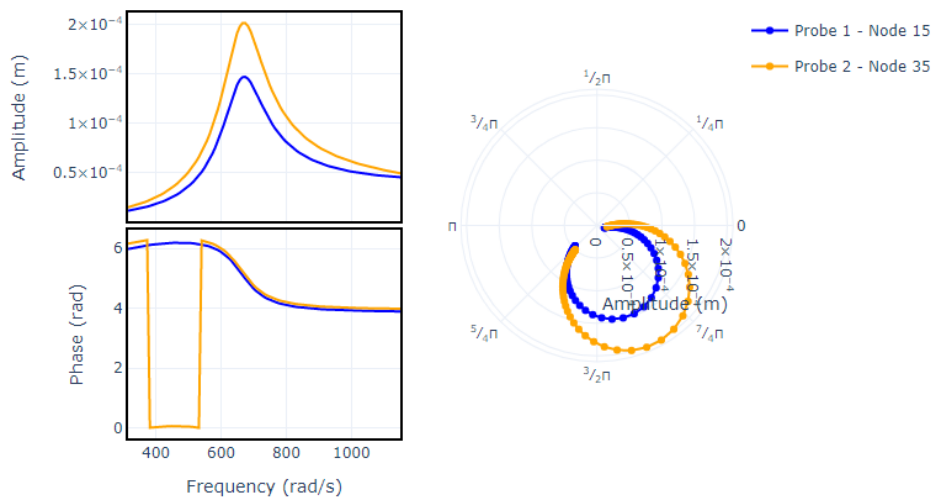 Amplitude (m)
2×10⁻⁴
1.5×10⁻⁴
1×10⁻⁴
0.5×10⁻⁴
Phase (rad)
6
4
2
0
400
600
800
1000
Frequency (rad/s)
Probe 1 - Node 15
Probe 2 - Node 35
¹/₂π
³/₄π
¹/₄π
π
0
⁵/₄π
⁷/₄π
³/₂π
0
0.5×10⁻⁴
1×10⁻⁴
1.5×10⁻⁴
2×10⁻⁴
Amplitude (m)